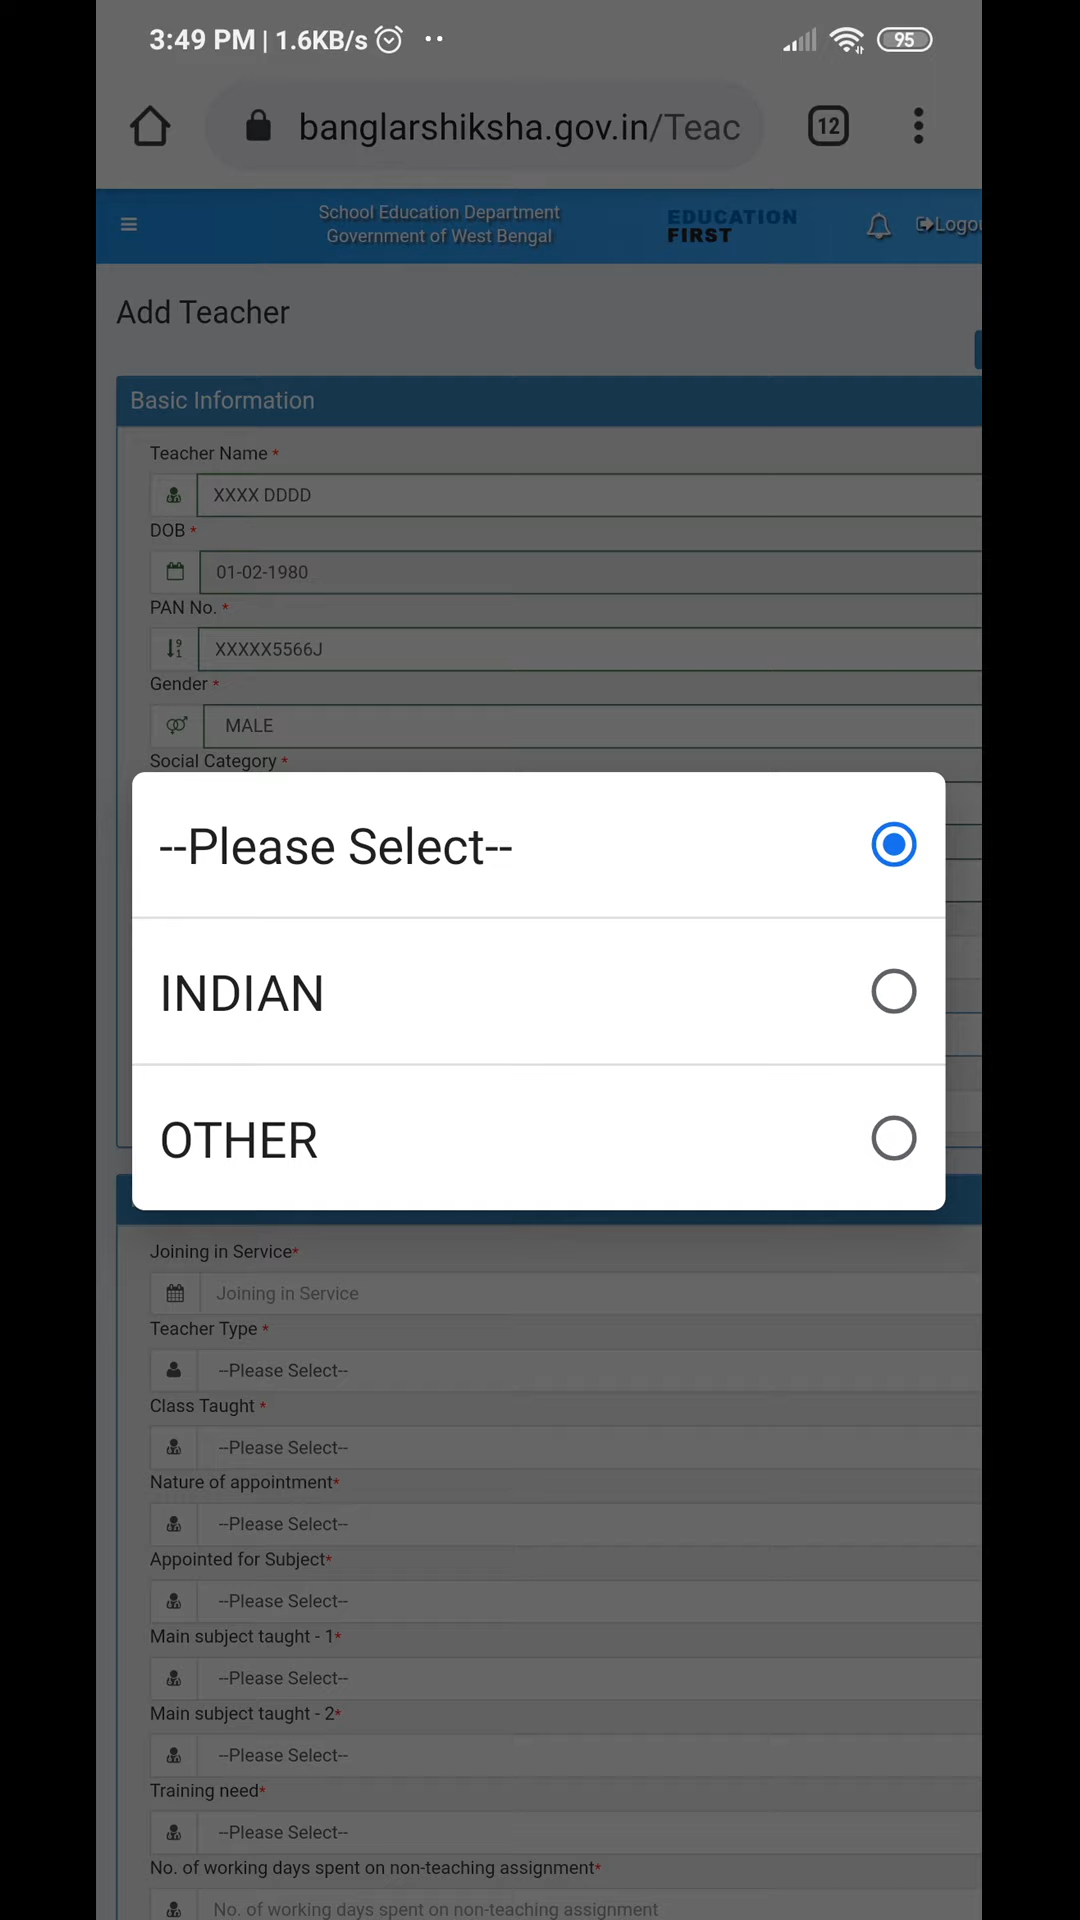 3:49 PM | 1.6KB/s
95
banglarshiksha.gov.in/Teac
12
School Education Department
Government of West Bengal
EDUCATION
FIRST
Add Teacher
Basic Information
Teacher Name *
XXXX DDDD
DOB *
01-02-1980
PAN No. *
XXXXX5566J
Gender *
MALE
Social Category *
--Please Select--
INDIAN
OTHER
Joining in Service*
Joining in Service
Teacher Type *
--Please Select--
Class Taught *
--Please Select--
Nature of appointment*
--Please Select--
Appointed for Subject*
--Please Select--
Main subject taught - 1*
--Please Select--
Main subject taught - 2*
--Please Select--
Training need*
--Please Select--
No. of working days spent on non-teaching assignment*
No. of working days spent on non-teaching assignment